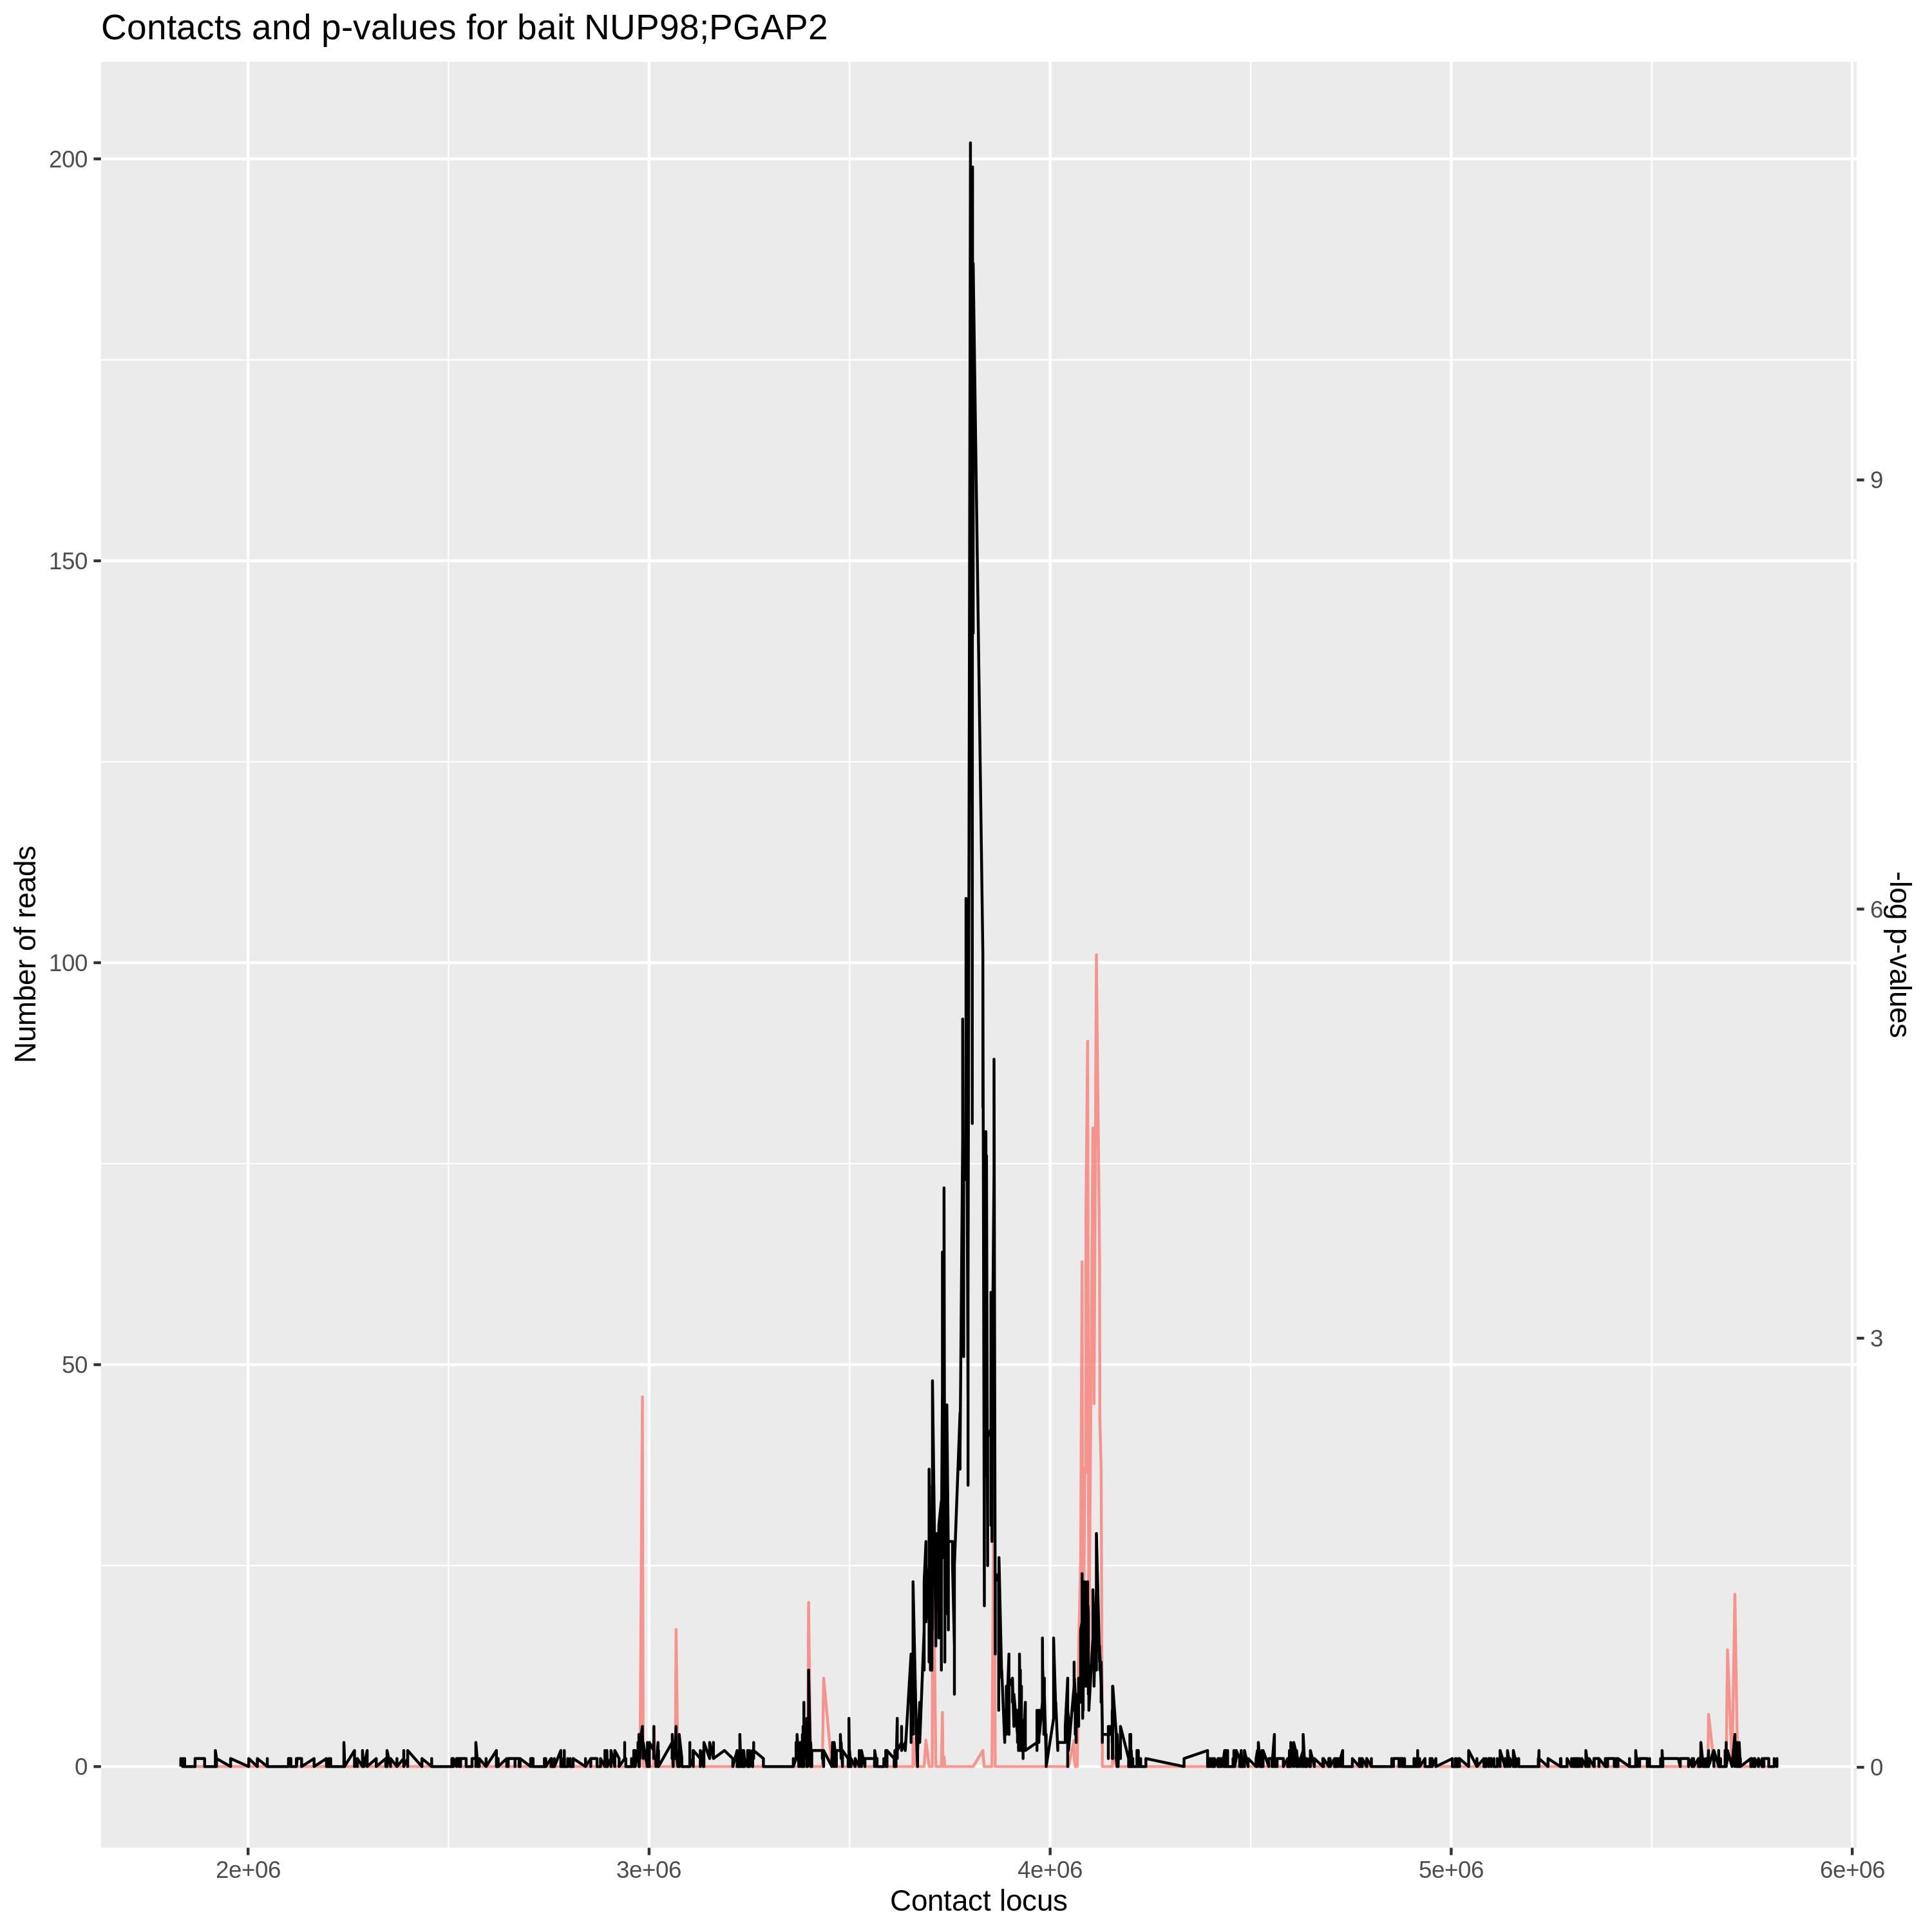 Contacts and p-values for bait NUP98;PGAP2
200
150
100
50
0
Number of reads
9
6
3
0
-log p-values
2e+06
3e+06
4e+06
5e+06
6e+06
Contact locus